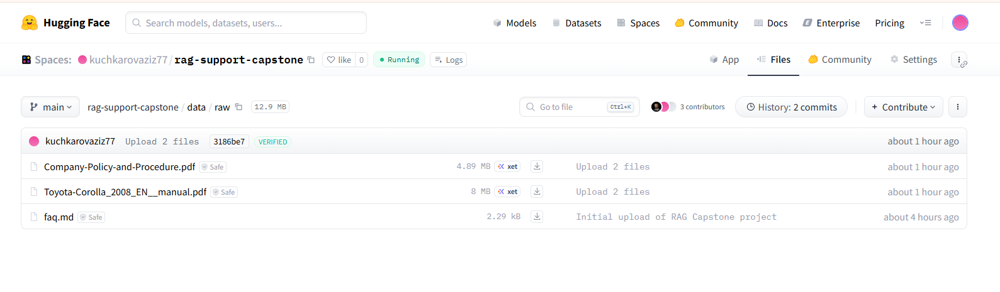 Hugging Face
Search models, datasets, users...
Models
Datasets
Spaces
Community
Docs
Enterprise
Pricing
Spaces:
kuchkarovaziz77/rag-support-capstone
like 0
Running
Logs
App
Files
Community
Settings
main
rag-support-capstone / data / raw
12.9 MB
Go to file
Ctrl+K
3 contributors
History: 2 commits
+ Contribute
kuchkarovaziz77 Upload 2 files 3186be7 VERIFIED about 1 hour ago
Company-Policy-and-Procedure.pdf Safe 4.89 MB xet Upload 2 files about 1 hour ago
Toyota-Corolla_2008_EN__manual.pdf Safe 8 MB xet Upload 2 files about 1 hour ago
faq.md Safe 2.29 kB Initial upload of RAG Capstone project about 4 hours ago